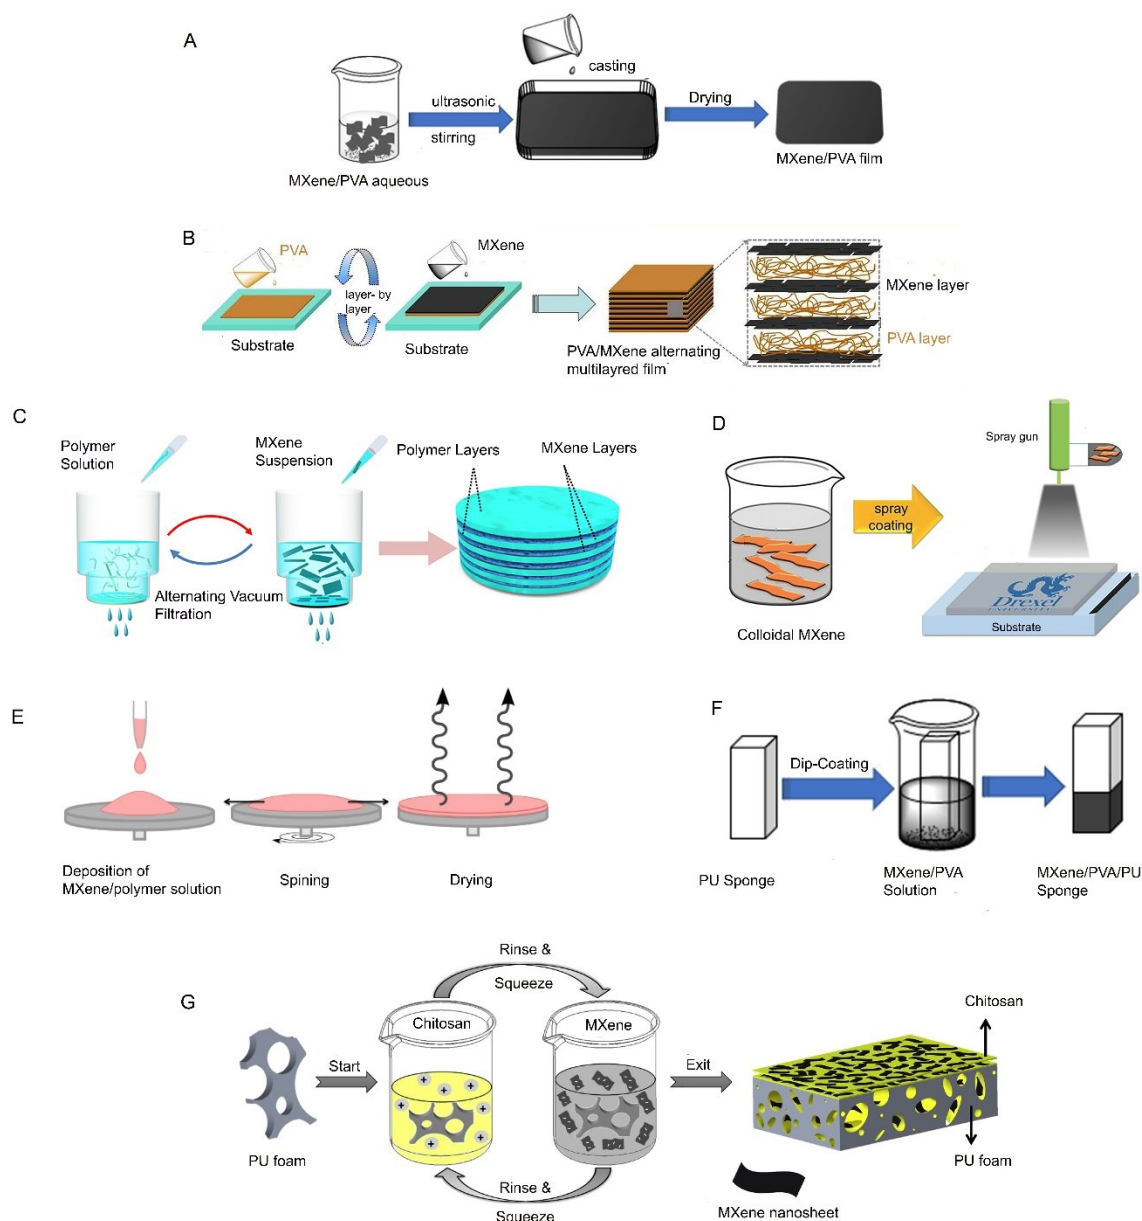 A
casting
ultrasonic
stirring
Drying
MXene/PVA aqueous
MXene/PVA film
B
PVA
MXene
layer- by
layer
Substrate
Substrate
PVA/MXene alternating
multilayred film
MXene layer
PVA layer
C
Polymer
Solution
MXene
Suspension
Polymer Layers
MXene Layers
Alternating Vacuum
Filtration
D
Spray gun
spray
coating
Colloidal MXene
Drexel
UNIVERSITY
Substrate
E
Deposition of
MXene/polymer solution
Spining
Drying
F
Dip-Coating
PU Sponge
MXene/PVA
Solution
MXene/PVA/PU
Sponge
G
Rinse &
Squeeze
Chitosan
MXene
Start
Exit
PU foam
Rinse &
Squeeze
Chitosan
PU foam
MXene nanosheet